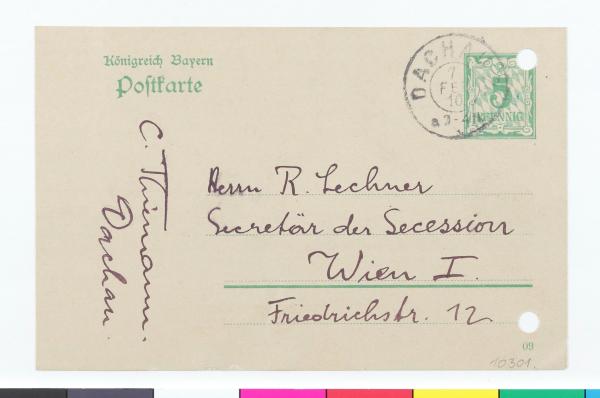 Königreich Bayern
Postkarte
DACHAU
7
FEB
10
5
PFENNIG
C. Thiemann.
Dachau.
Herrn R. Lechner
Secretär der Secession
Wien I.
Friedrichstr. 12.
09
10301.